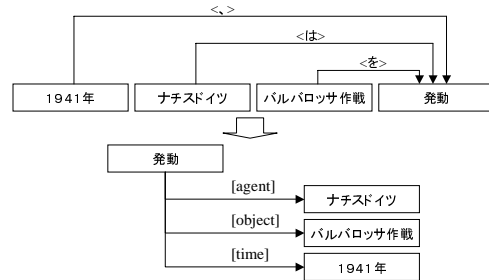 <、>
<は>
<を>
1941年 ナチスドイツ バルバロッサ作戦 発動
発動
[agent] ナチスドイツ
[object] バルバロッサ作戦
[time] 1941年